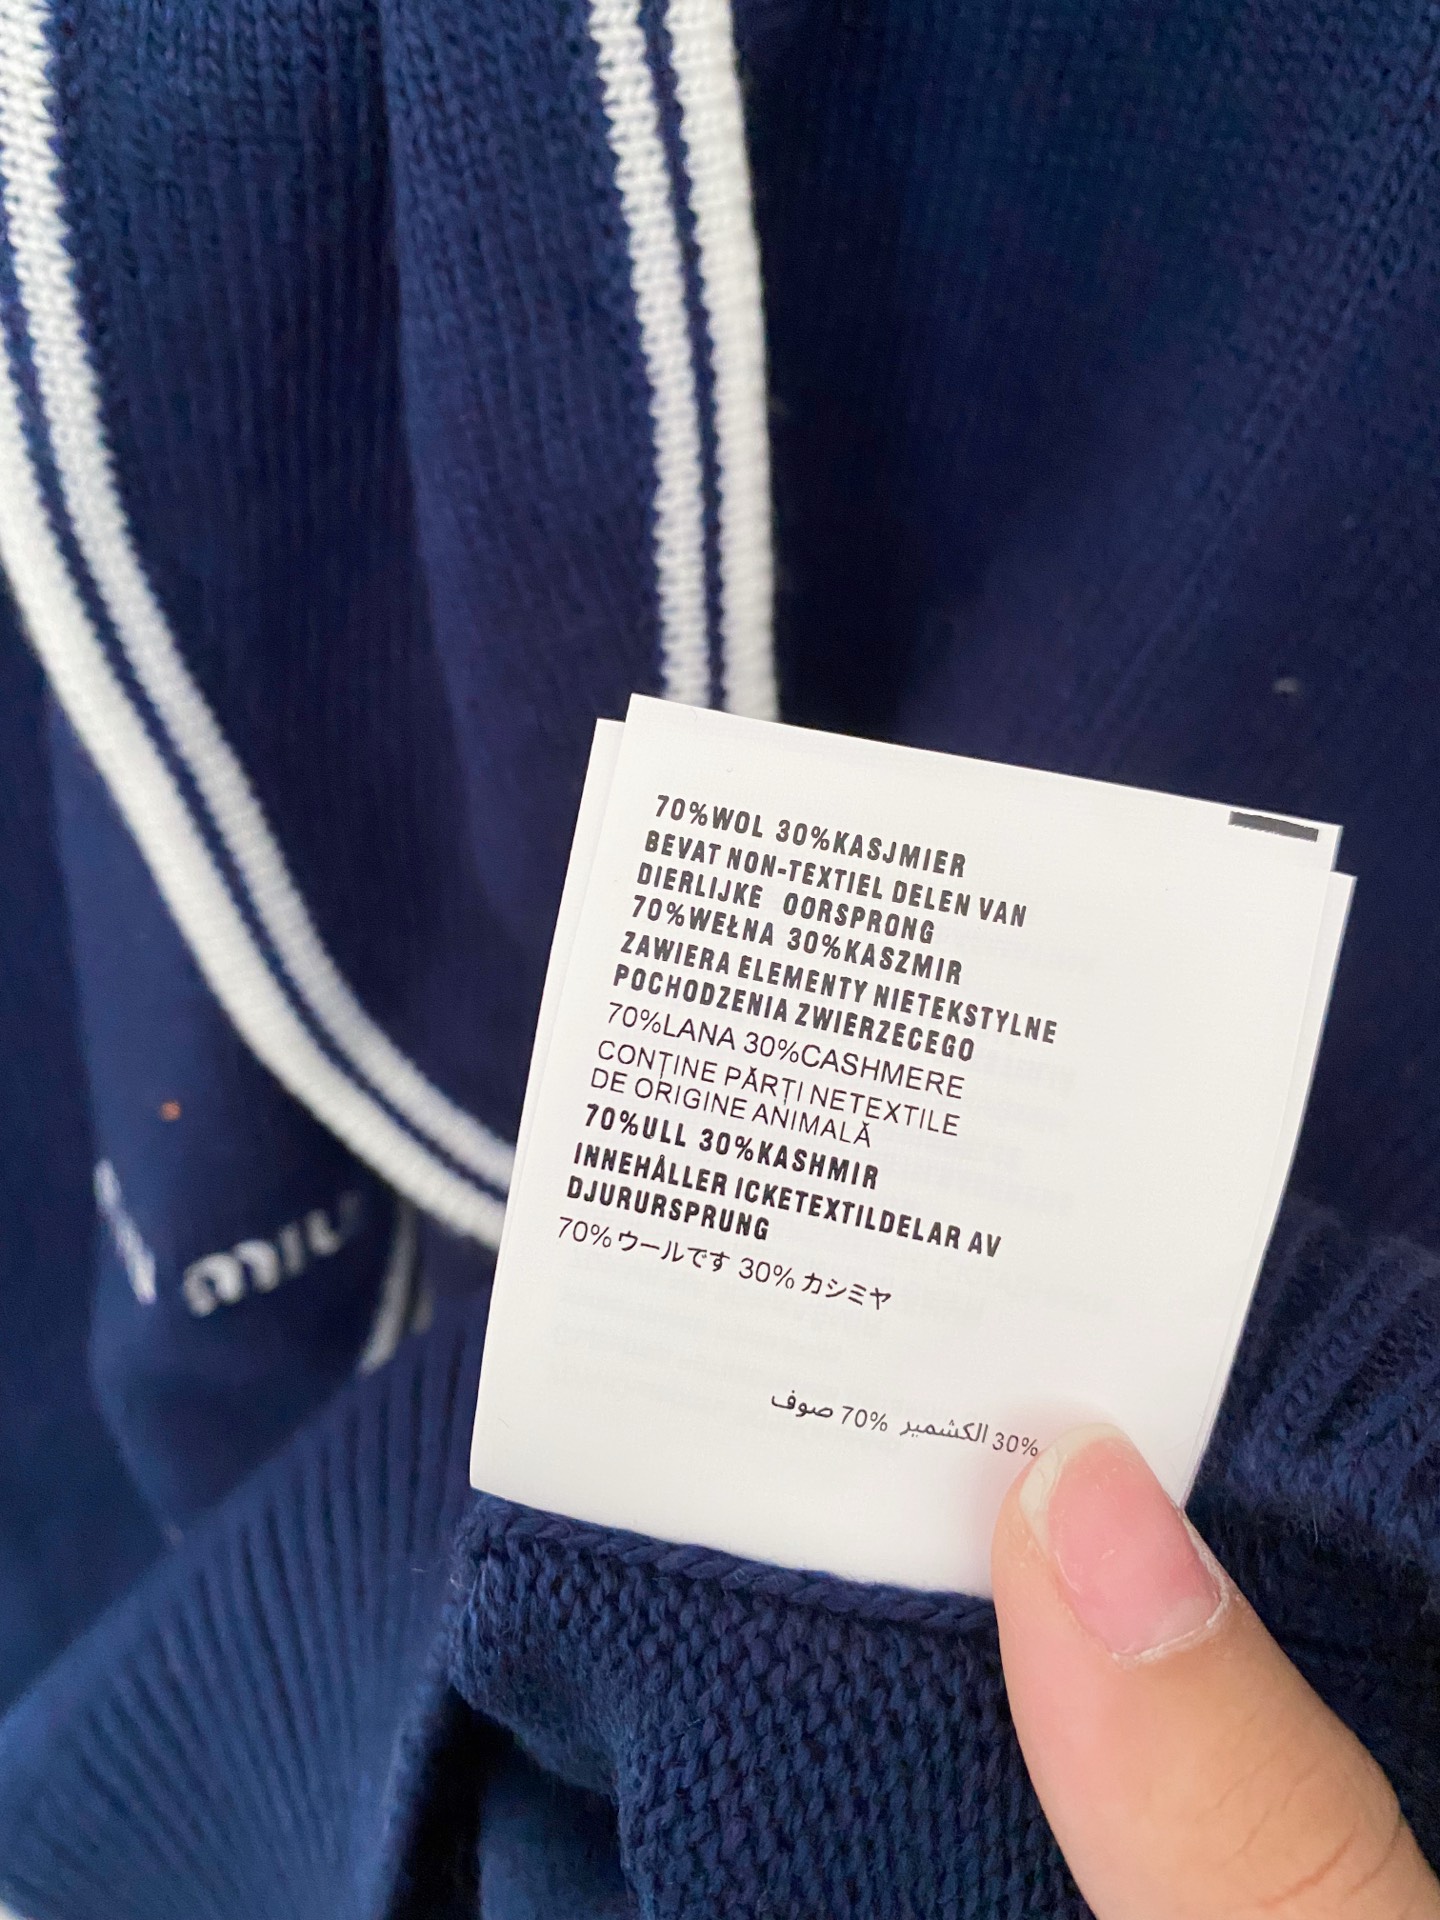 70%WOL 30%KASJMIER
BEVAT NON-TEXTIEL DELEN VAN
DIERLIJKE OORSPRONG
70%WEŁNA 30%KASZMIR
ZAWIERA ELEMENTY NIETEKSTYLNE
POCHODZENIA ZWIERZECEGO
70%LANA 30%CASHMERE
CONȚINE PĂRȚI NETEXTILE
DE ORIGINE ANIMALĂ
70%ULL 30%KASHMIR
INNEHÅLLER ICKETEXTILDELAR AV
DJURURSPRUNG
70%ウールです 30%カシミヤ
30% الكشمير 70% صوف
miu